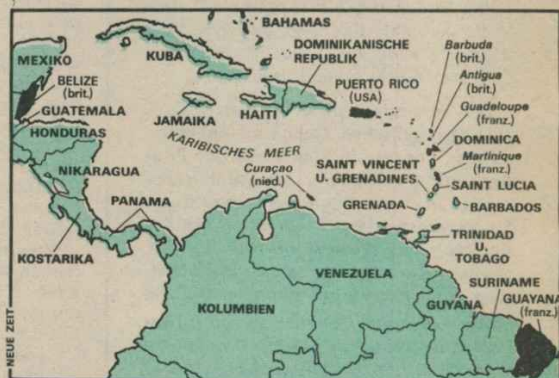 BAHAMAS
MEXIKO
KUBA
DOMINIKANISCHE
REPUBLIK
Barbuda
(brit.)
BELIZE
(brit.)
PUERTO RICO
(USA)
Antigua
(brit.)
GUATEMALA
JAMAIKA
HAITI
Guadeloupe
(franz.)
HONDURAS
KARIBISCHES MEER
DOMINICA
Martinique
(franz.)
NIKARAGUA
Curaçao
(nied.)
SAINT VINCENT
U. GRENADINES
SAINT LUCIA
PANAMA
GRENADA
BARBADOS
KOSTARIKA
TRINIDAD
U.
TOBAGO
VENEZUELA
KOLUMBIEN
GUYANA
SURINAME
GUAYANA
(franz.)
NEUE ZEIT